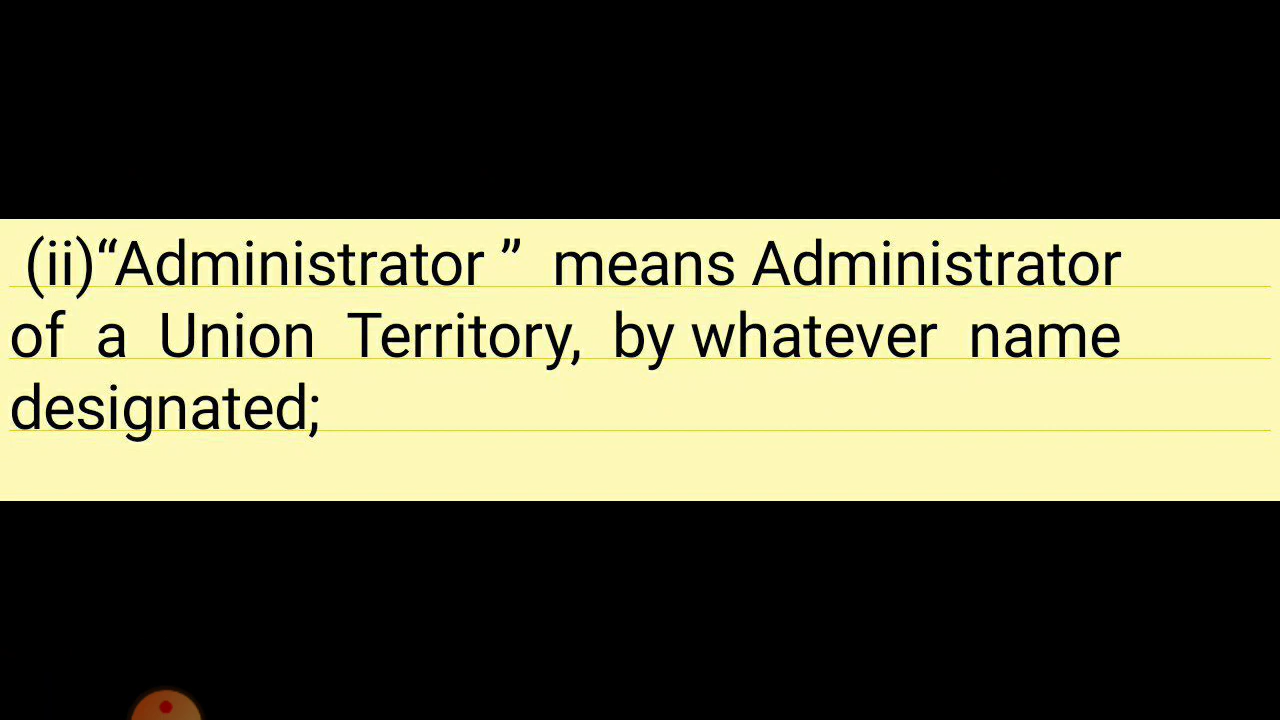 (ii)“Administrator ” means Administrator
of a Union Territory, by whatever name
designated;